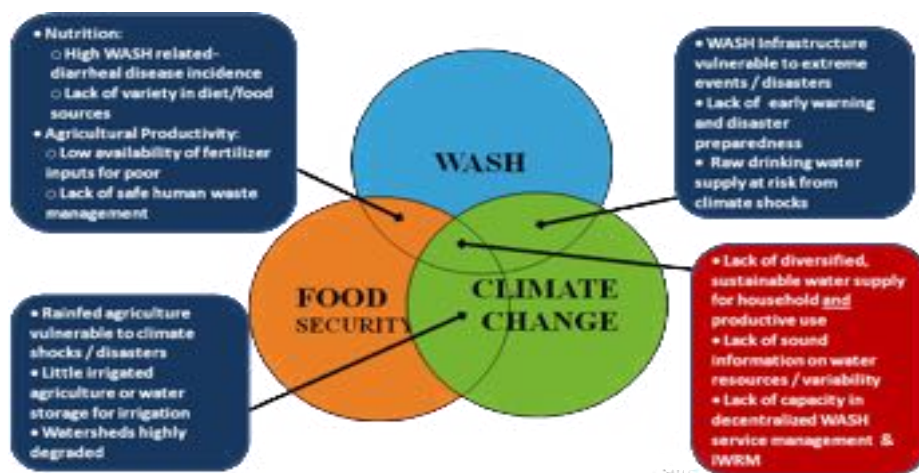 • Nutrition:
o High WASH related-
diarrheal disease incidence
o Lack of variety in diet/food
sources
• Agricultural Productivity:
o Low availability of fertilizer
inputs for poor
o Lack of safe human waste
management
• WASH Infrastructure
vulnerable to extreme
events / disasters
• Lack of early warning
and disaster
preparedness
• Raw drinking water
supply at risk from
climate shocks
WASH
FOOD
SECURITY
CLIMATE
CHANGE
• Rainfed agriculture
vulnerable to climate
shocks / disasters
• Little irrigated
agriculture or water
storage for irrigation
• Watersheds highly
degraded
• Lack of diversified,
sustainable water supply
for household and
productive use
• Lack of sound
information on water
resources / variability
• Lack of capacity in
decentralized WASH
service management &
IWRM